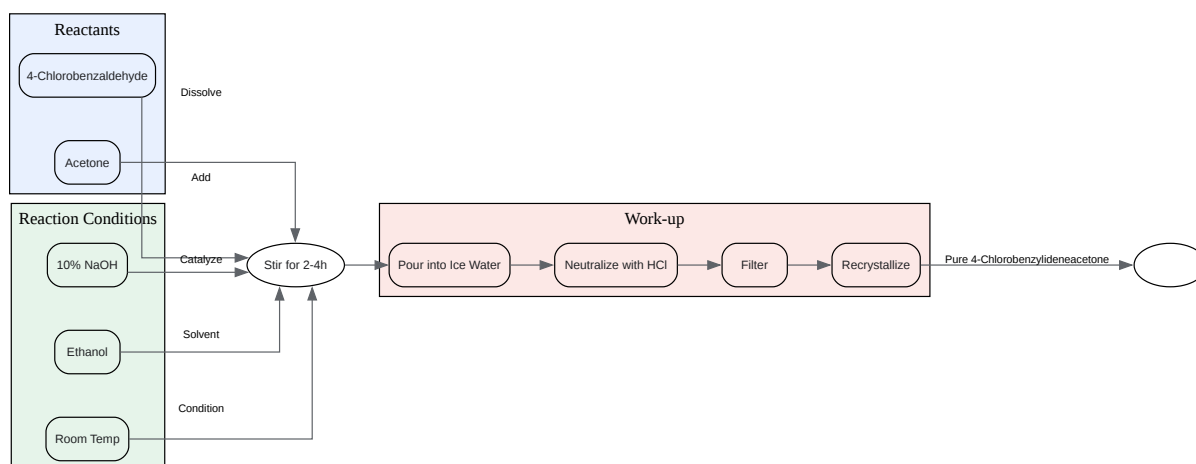 Reactants
4-Chlorobenzaldehyde
Dissolve
Acetone
Add
Reaction Conditions
10% NaOH
Catalyze
Stir for 2-4h
Ethanol
Solvent
Room Temp
Condition
Work-up
Pour into Ice Water
Neutralize with HCl
Filter
Recrystallize
Pure 4-Chlorobenzylideneacetone